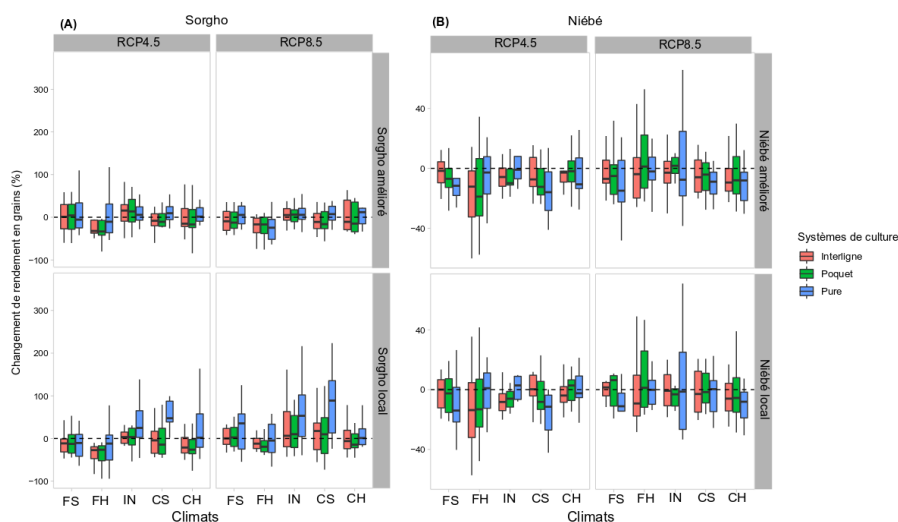 (A)
Sorgho
RCP4.5
RCP8.5
300
200
100
0
−100
Sorgho amélioré
300
200
100
0
−100
Sorgho local
Changement de rendement en grains (%)
FS FH IN CS CH
FS FH IN CS CH
Climats
(B)
Niébé
RCP4.5
RCP8.5
40
0
−40
Niébé amélioré
40
0
−40
Niébé local
FS FH IN CS CH
FS FH IN CS CH
Climats
Systèmes de culture
Interligne
Poquet
Pure